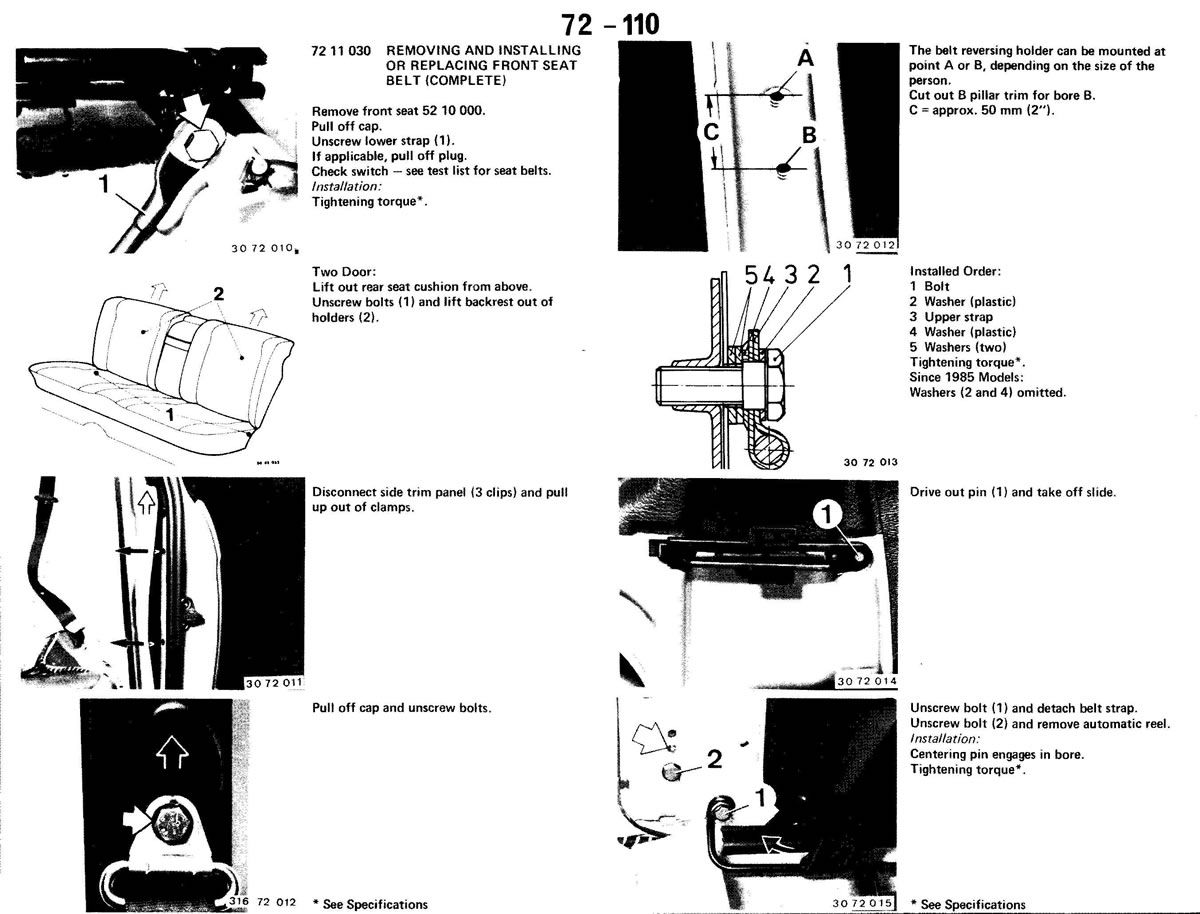 72 – 110
72 11 030 REMOVING AND INSTALLING
OR REPLACING FRONT SEAT
BELT (COMPLETE)
Remove front seat 52 10 000.
Pull off cap.
Unscrew lower strap (1).
If applicable, pull off plug.
Check switch — see test list for seat belts.
Installation:
Tightening torque*.
1
30 72 010
Two Door:
Lift out rear seat cushion from above.
Unscrew bolts (1) and lift backrest out of
holders (2).
2
1
Disconnect side trim panel (3 clips) and pull
up out of clamps.
30 72 011
Pull off cap and unscrew bolts.
316 72 012
* See Specifications
A
B
C
30 72 012
The belt reversing holder can be mounted at
point A or B, depending on the size of the
person.
Cut out B pillar trim for bore B.
C = approx. 50 mm (2").
5 4 3 2 1
30 72 013
Installed Order:
1 Bolt
2 Washer (plastic)
3 Upper strap
4 Washer (plastic)
5 Washers (two)
Tightening torque*.
Since 1985 Models:
Washers (2 and 4) omitted.
1
30 72 014
Drive out pin (1) and take off slide.
2
1
30 72 015
Unscrew bolt (1) and detach belt strap.
Unscrew bolt (2) and remove automatic reel.
Installation:
Centering pin engages in bore.
Tightening torque*.
* See Specifications